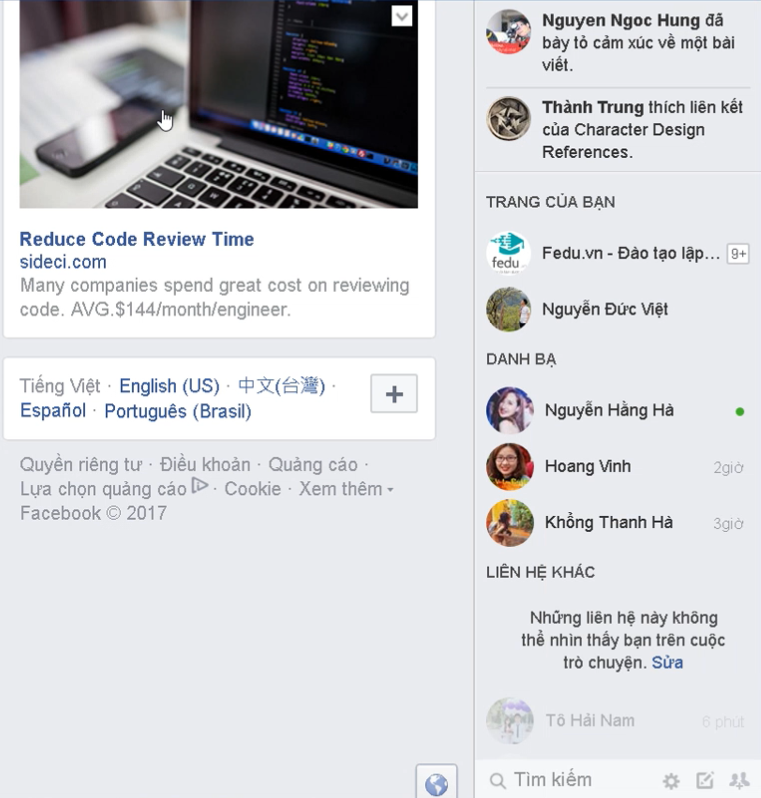 Reduce Code Review Time
sideci.com
Many companies spend great cost on reviewing
code. AVG.$144/month/engineer.
Tiếng Việt · English (US) · 中文(台灣) ·
Español · Português (Brasil)
Quyền riêng tư · Điều khoản · Quảng cáo ·
Lựa chọn quảng cáo · Cookie · Xem thêm
Facebook © 2017
Nguyen Ngoc Hung đã
bày tỏ cảm xúc về một bài
viết.
Thành Trung thích liên kết
của Character Design
References.
TRANG CỦA BẠN
fedu
Fedu.vn - Đào tạo lập... 9+
Nguyễn Đức Việt
DANH BẠ
Nguyễn Hằng Hà
Hoang Vinh 2giờ
Khổng Thanh Hà 3giờ
LIÊN HỆ KHÁC
Những liên hệ này không
thể nhìn thấy bạn trên cuộc
trò chuyện. Sửa
Tô Hải Nam 6 phút
Tìm kiếm